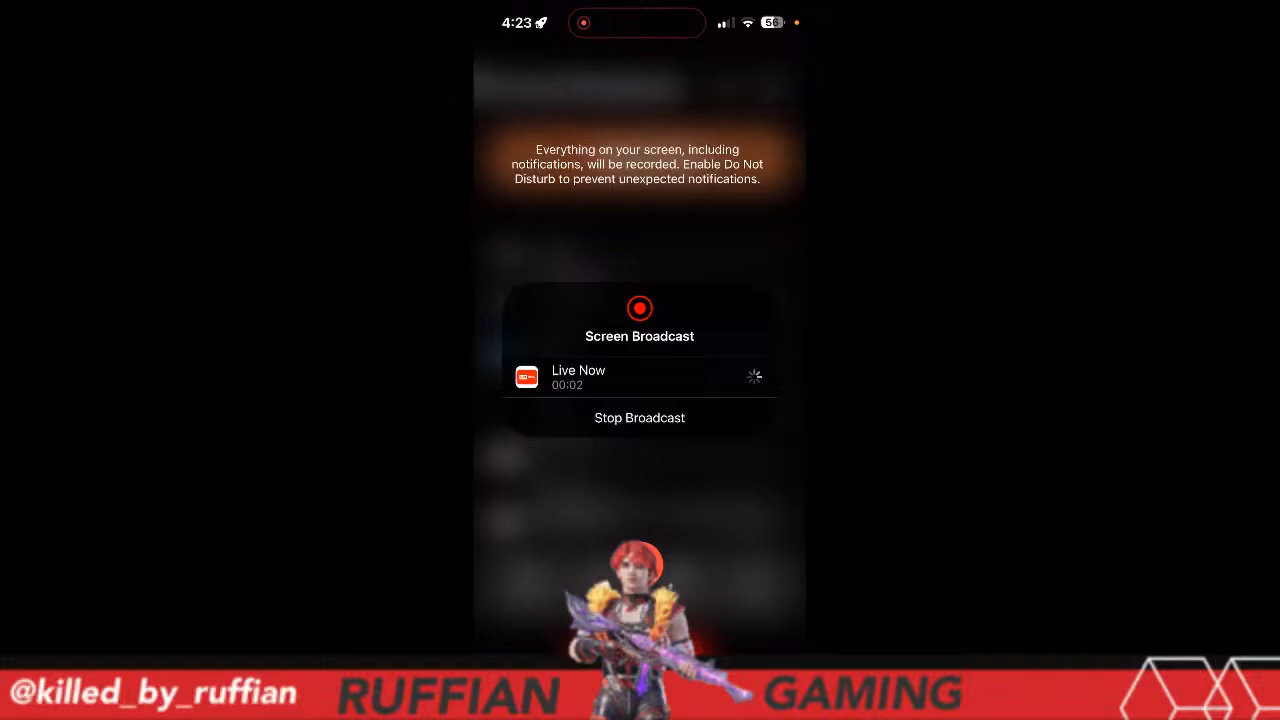 4:23
56
Everything on your screen, including
notifications, will be recorded. Enable Do Not
Disturb to prevent unexpected notifications.
Screen Broadcast
Live Now
00:02
Stop Broadcast
@killed_by_ruffian
RUFFIAN
GAMING